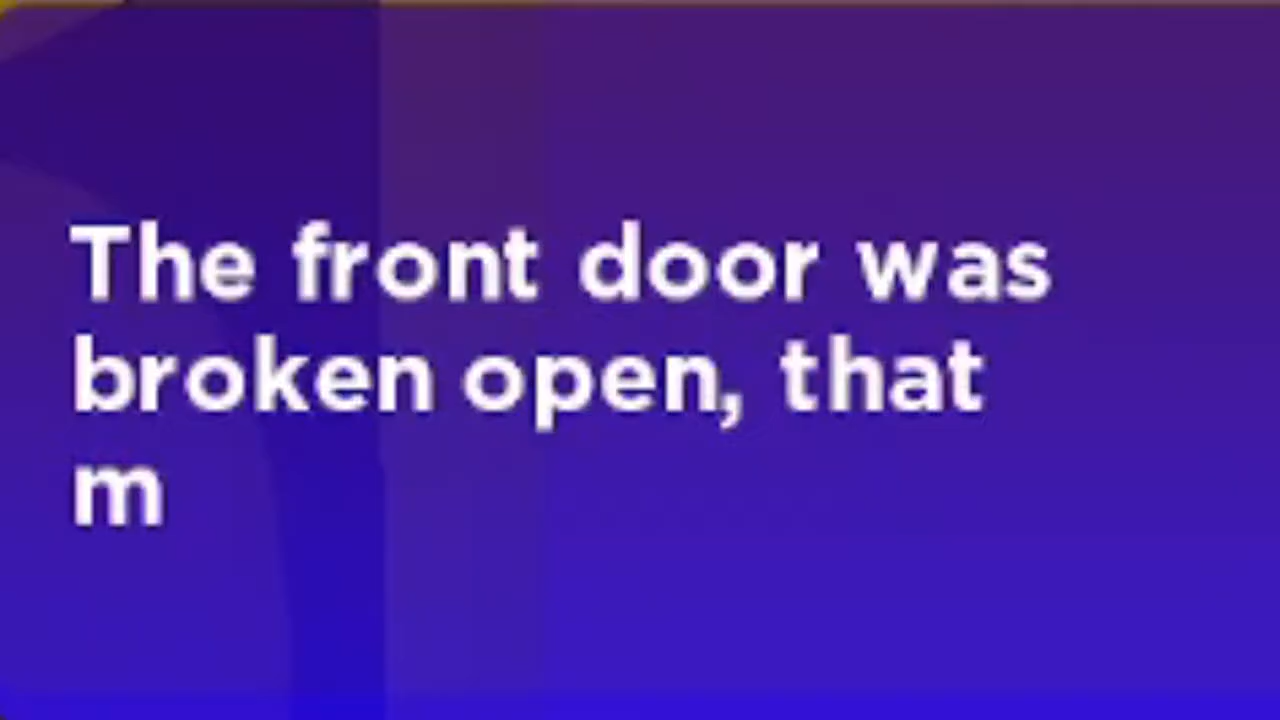 The front door was
broken open, that
m